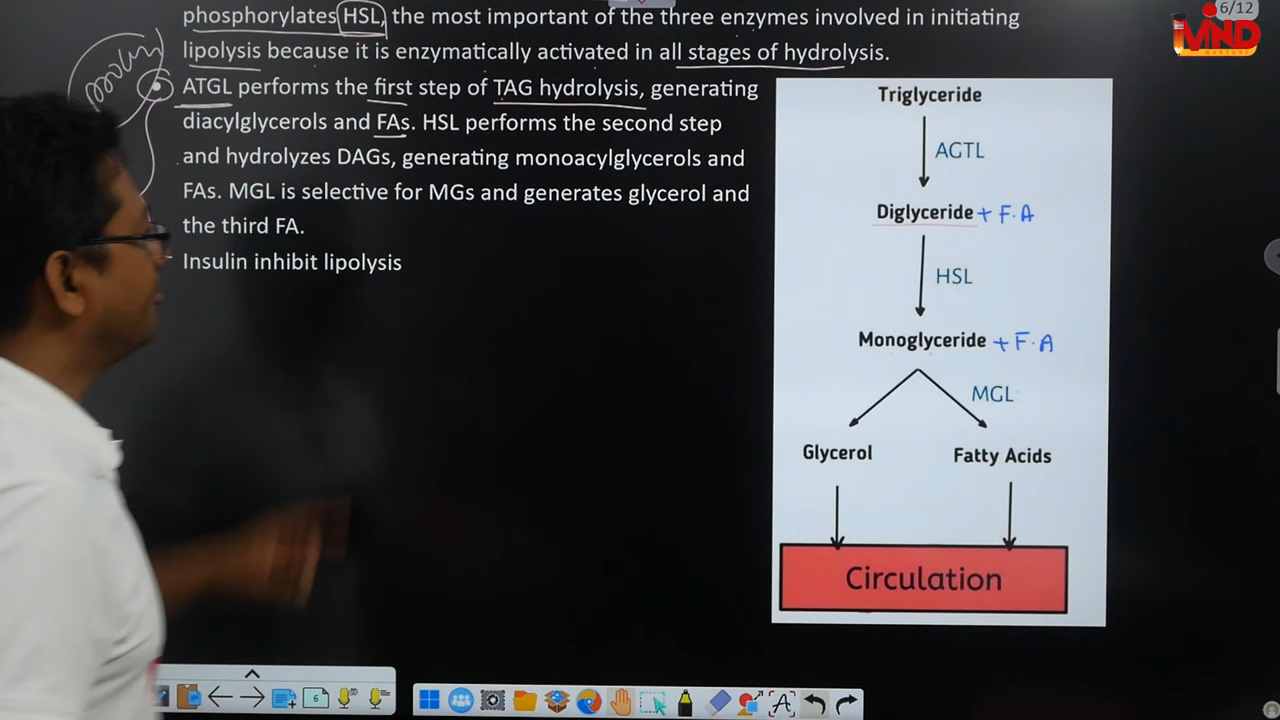 phosphorylates HSL, the most important of the three enzymes involved in initiating
lipolysis because it is enzymatically activated in all stages of hydrolysis.
ATGL performs the first step of TAG hydrolysis, generating
diacylglycerols and FAs. HSL performs the second step
and hydrolyzes DAGs, generating monoacylglycerols and
FAs. MGL is selective for MGs and generates glycerol and
the third FA.
Insulin inhibit lipolysis
6/12
MIND
NURTURE
Triglyceride
AGTL
Diglyceride + F.A
HSL
Monoglyceride + F.A
MGL
Glycerol
Fatty Acids
Circulation
6
A